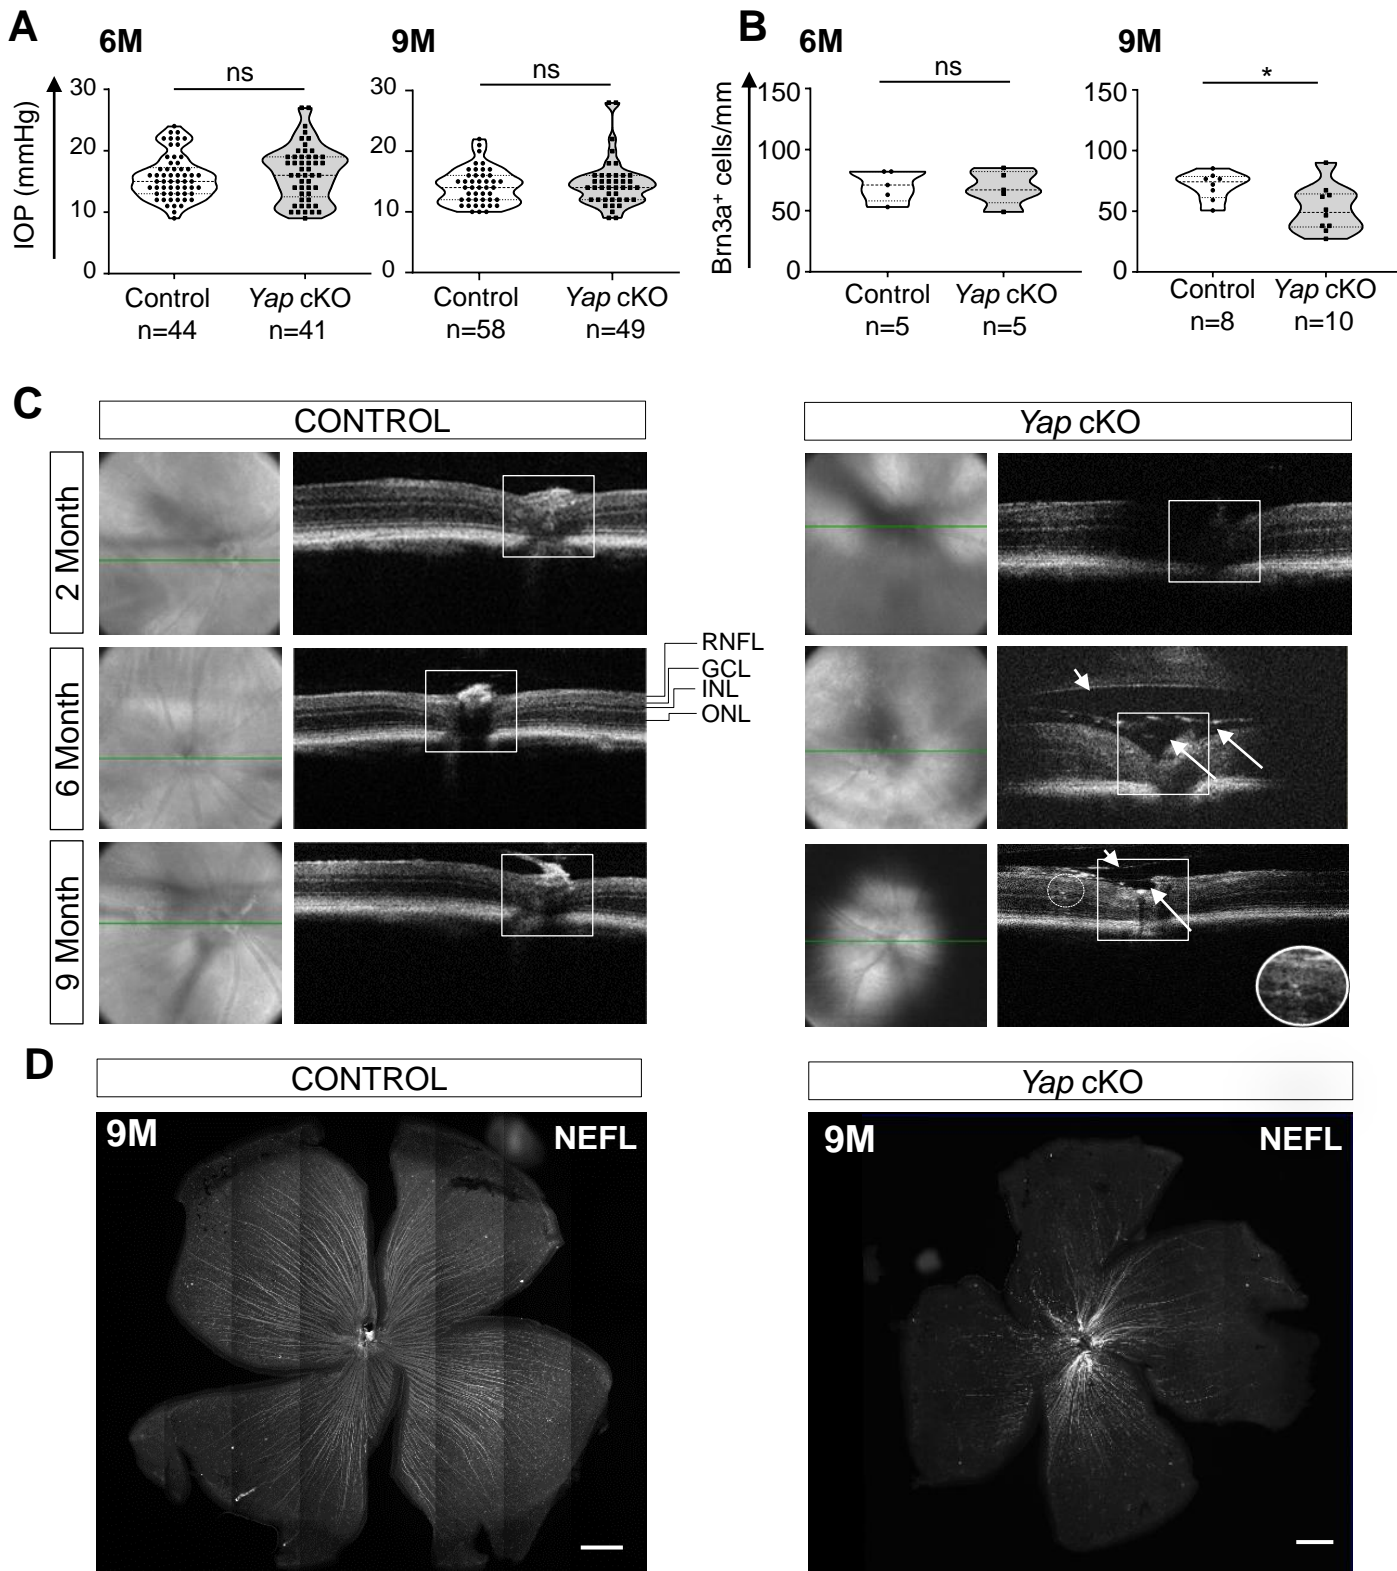 A
B
6M
9M
6M
9M
ns
ns
ns
*
IOP (mmHg)
30
20
10
0
30
20
10
0
Brn3a⁺ cells/mm
150
100
50
0
150
100
50
0
Control
n=44
Yap cKO
n=41
Control
n=58
Yap cKO
n=49
Control
n=5
Yap cKO
n=5
Control
n=8
Yap cKO
n=10
C
CONTROL
Yap cKO
2 Month
6 Month
9 Month
RNFL
GCL
INL
ONL
D
CONTROL
Yap cKO
9M
NEFL
9M
NEFL